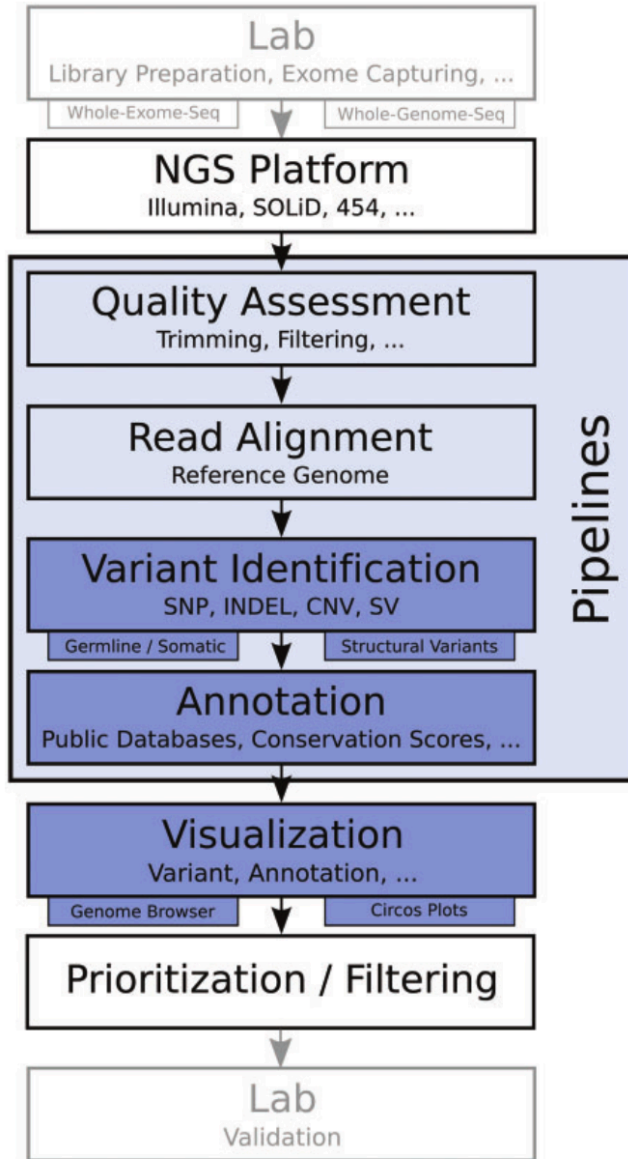 Lab
Library Preparation, Exome Capturing, ...
Whole-Exome-Seq
Whole-Genome-Seq
NGS Platform
Illumina, SOLiD, 454, ...
Quality Assessment
Trimming, Filtering, ...
Read Alignment
Reference Genome
Variant Identification
SNP, INDEL, CNV, SV
Germline / Somatic
Structural Variants
Annotation
Public Databases, Conservation Scores, ...
Pipelines
Visualization
Variant, Annotation, ...
Genome Browser
Circos Plots
Prioritization / Filtering
Lab
Validation